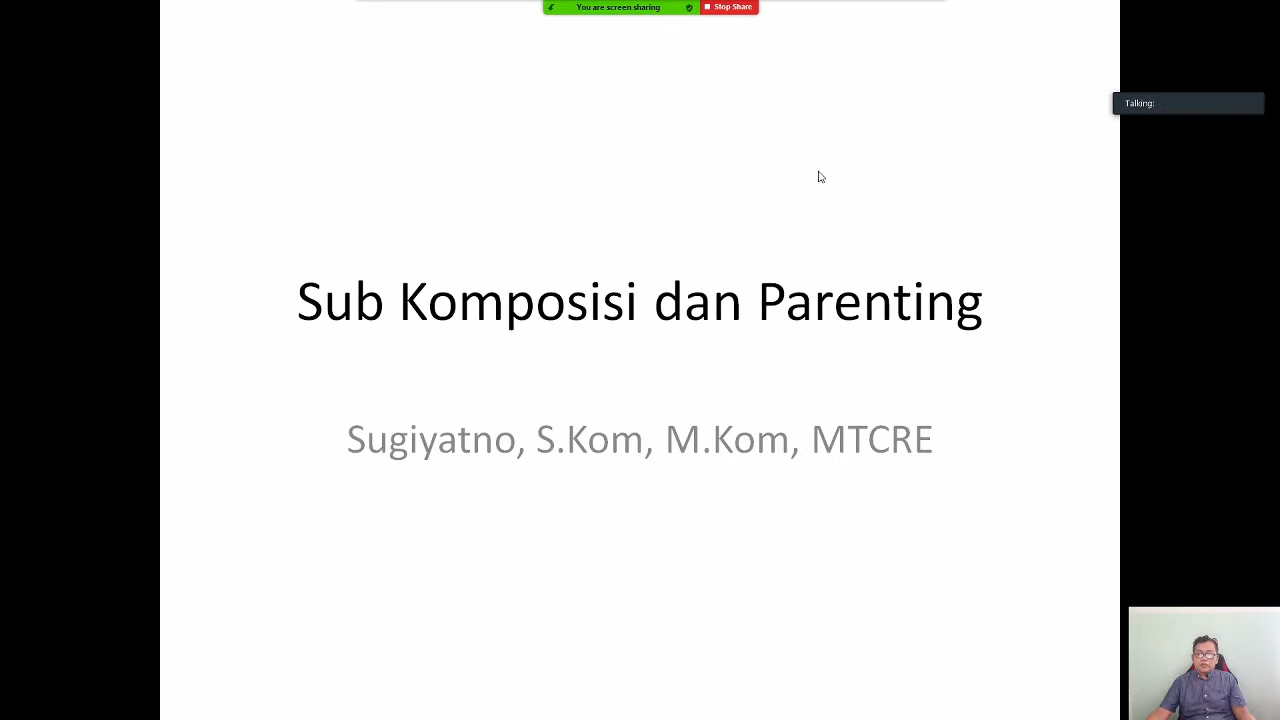 You are screen sharing
Stop Share
Talking:
Sub Komposisi dan Parenting
Sugiyatno, S.Kom, M.Kom, MTCRE